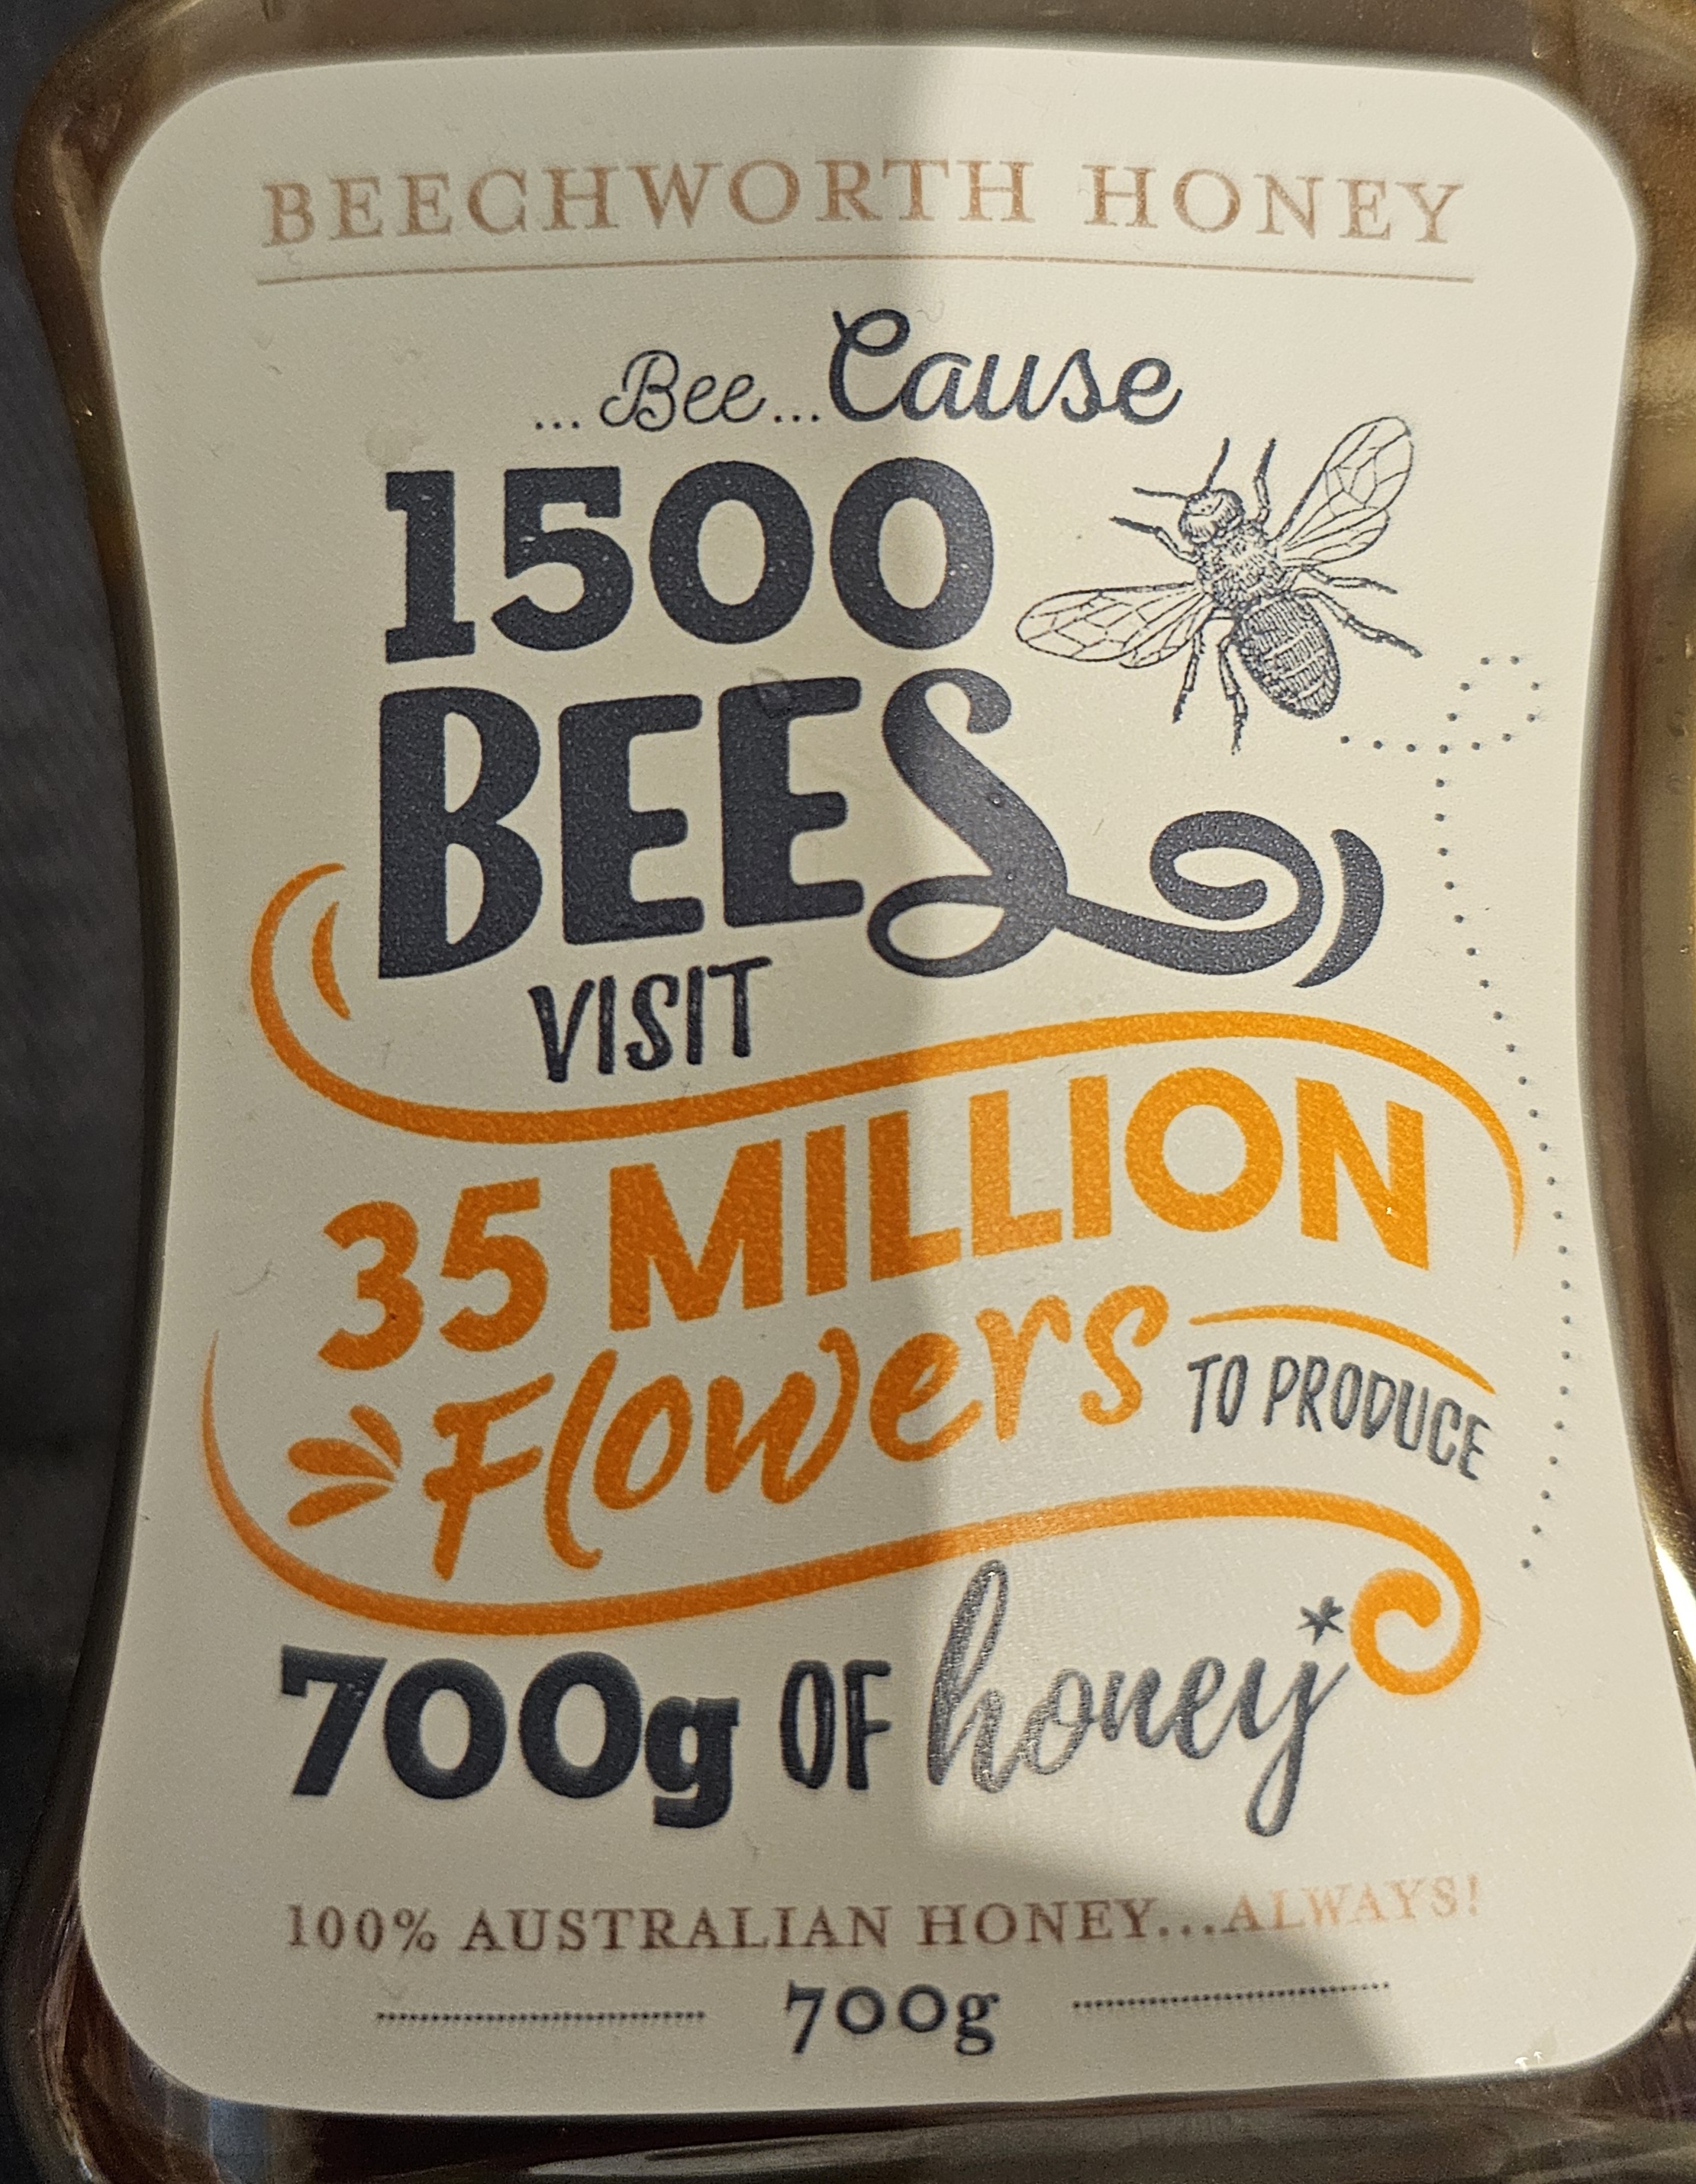 BEECHWORTH HONEY
...Bee...Cause
1500
BEES
VISIT
35 MILLION
Flowers TO PRODUCE
700g OF honey*
100% AUSTRALIAN HONEY...ALWAYS!
700g